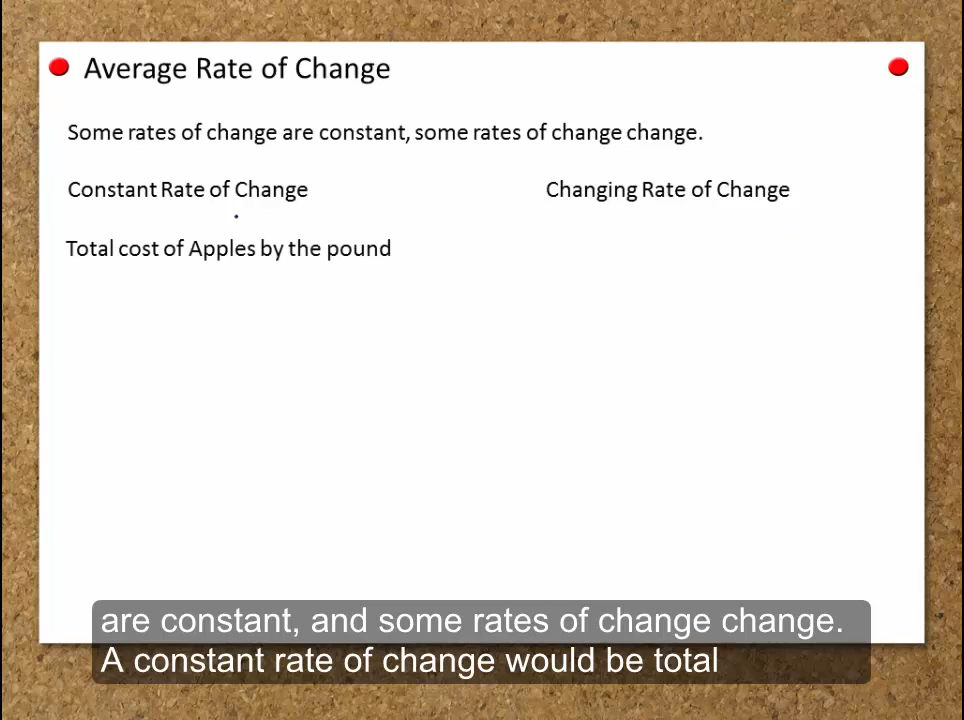 Average Rate of Change
Some rates of change are constant, some rates of change change.
Constant Rate of Change
Changing Rate of Change
Total cost of Apples by the pound
are constant, and some rates of change change.
A constant rate of change would be total